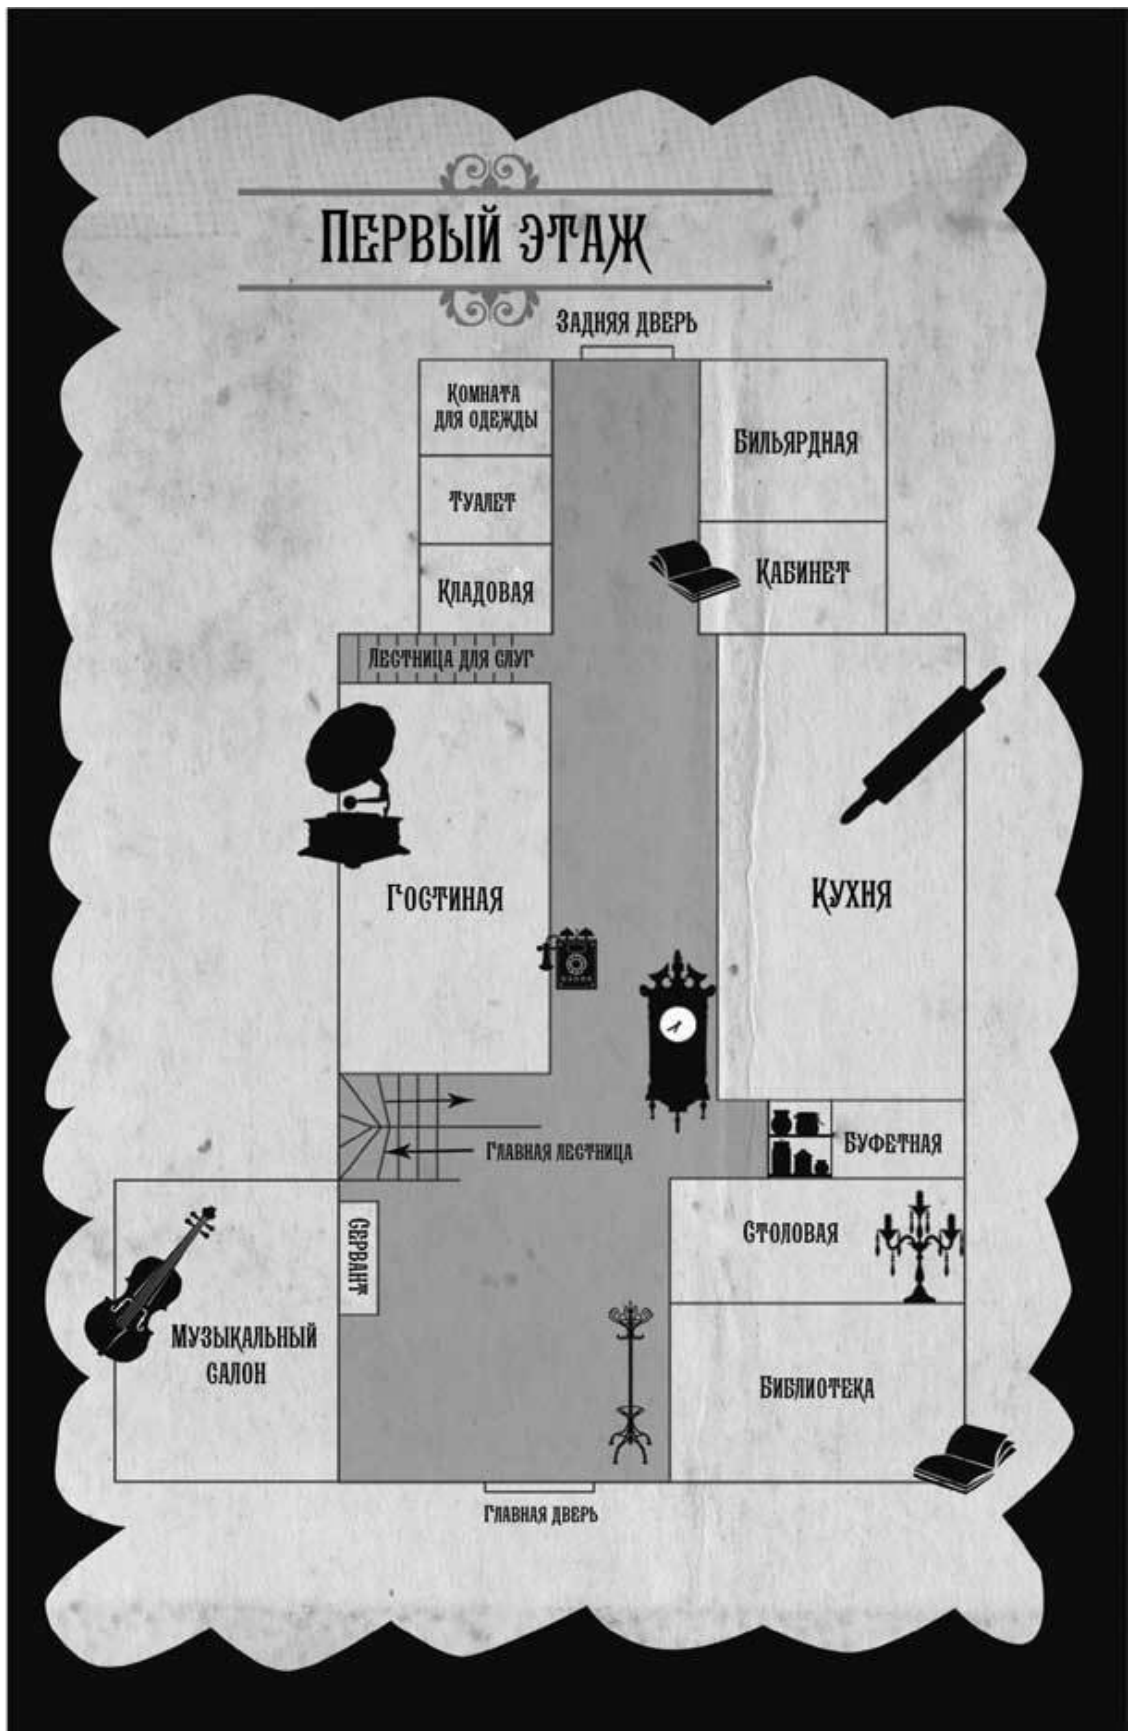 Первый этаж
Задняя дверь
Комната
для одежды
Бильярдная
Туалет
Кабинет
Кладовая
Лестница для слуг
Гостиная
Кухня
Главная лестница
Буфетная
Сервант
Столовая
Музыкальный
салон
Библиотека
Главная дверь